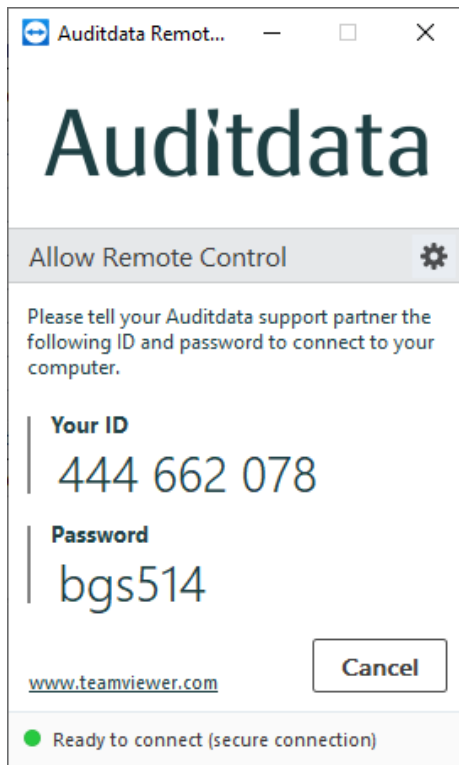 Auditdata Remot...
Auditdata
Allow Remote Control
Please tell your Auditdata support partner the
following ID and password to connect to your
computer.
Your ID
444 662 078
Password
bgs514
www.teamviewer.com
Cancel
Ready to connect (secure connection)